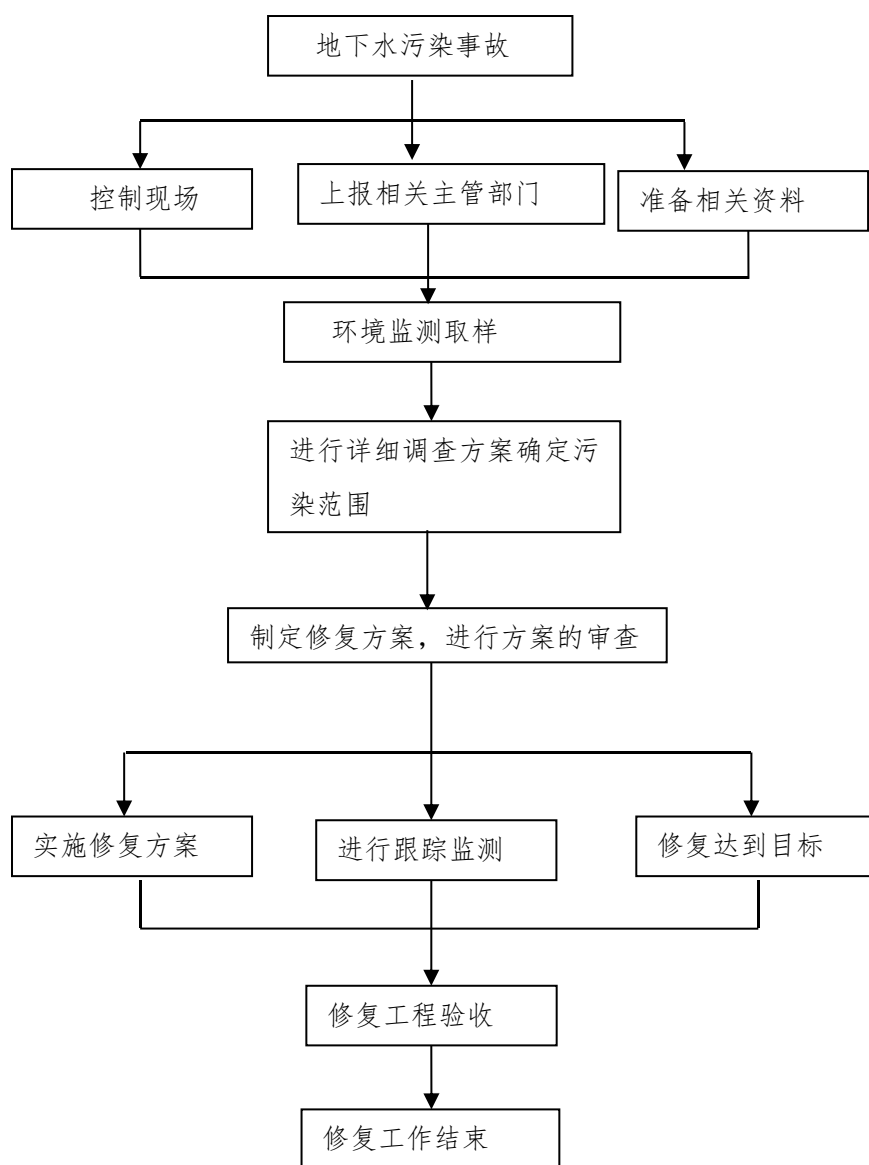 地下水污染事故
控制现场
上报相关主管部门
准备相关资料
环境监测取样
进行详细调查方案确定污
染范围
制定修复方案，进行方案的审查
实施修复方案
进行跟踪监测
修复达到目标
修复工程验收
修复工作结束